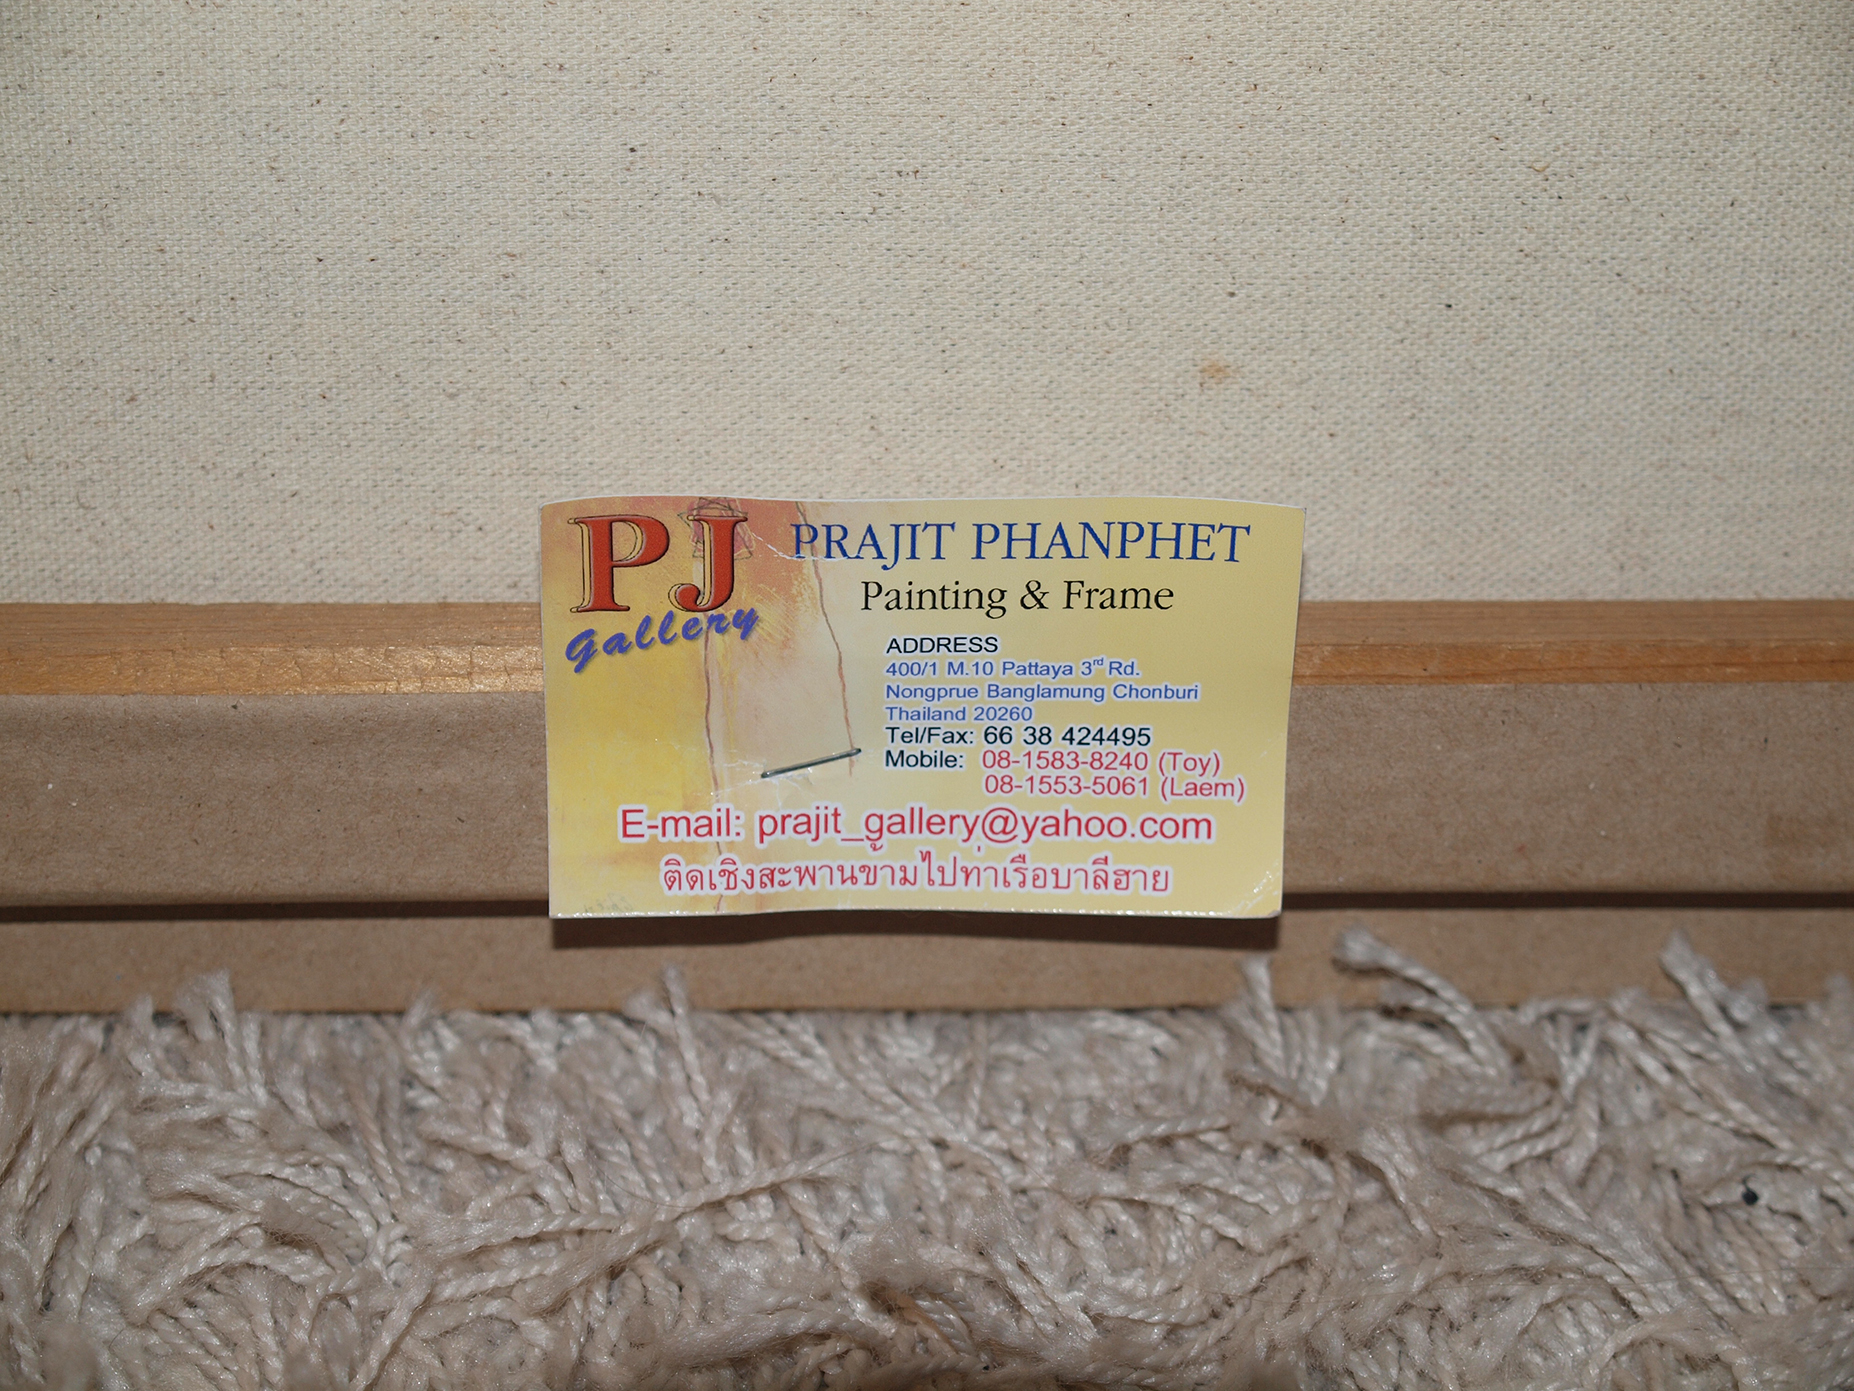 PJ
Gallery
PRAJIT PHANPHET
Painting & Frame
ADDRESS
400/1 M.10 Pattaya 3rd Rd.
Nongprue Banglamung Chonburi
Thailand 20260
Tel/Fax: 66 38 424495
Mobile: 08-1583-8240 (Toy)
08-1553-5061 (Laem)
E-mail: prajit_gallery@yahoo.com
ติดเชิงสะพานข้ามไปท่าเรือบาลีฮาย